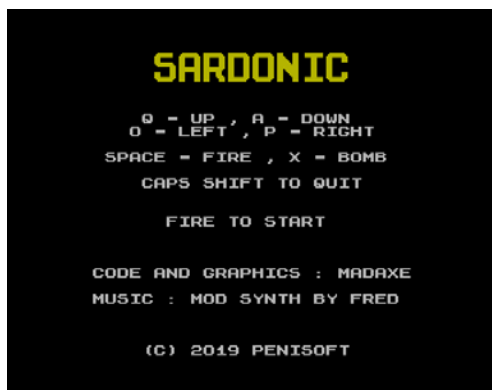 SARDONIC
Q - UP , A - DOWN
O - LEFT , P - RIGHT
SPACE - FIRE , X - BOMB
CAPS SHIFT TO QUIT
FIRE TO START
CODE AND GRAPHICS : MADAXE
MUSIC : MOD SYNTH BY FRED
(C) 2019 PENISOFT